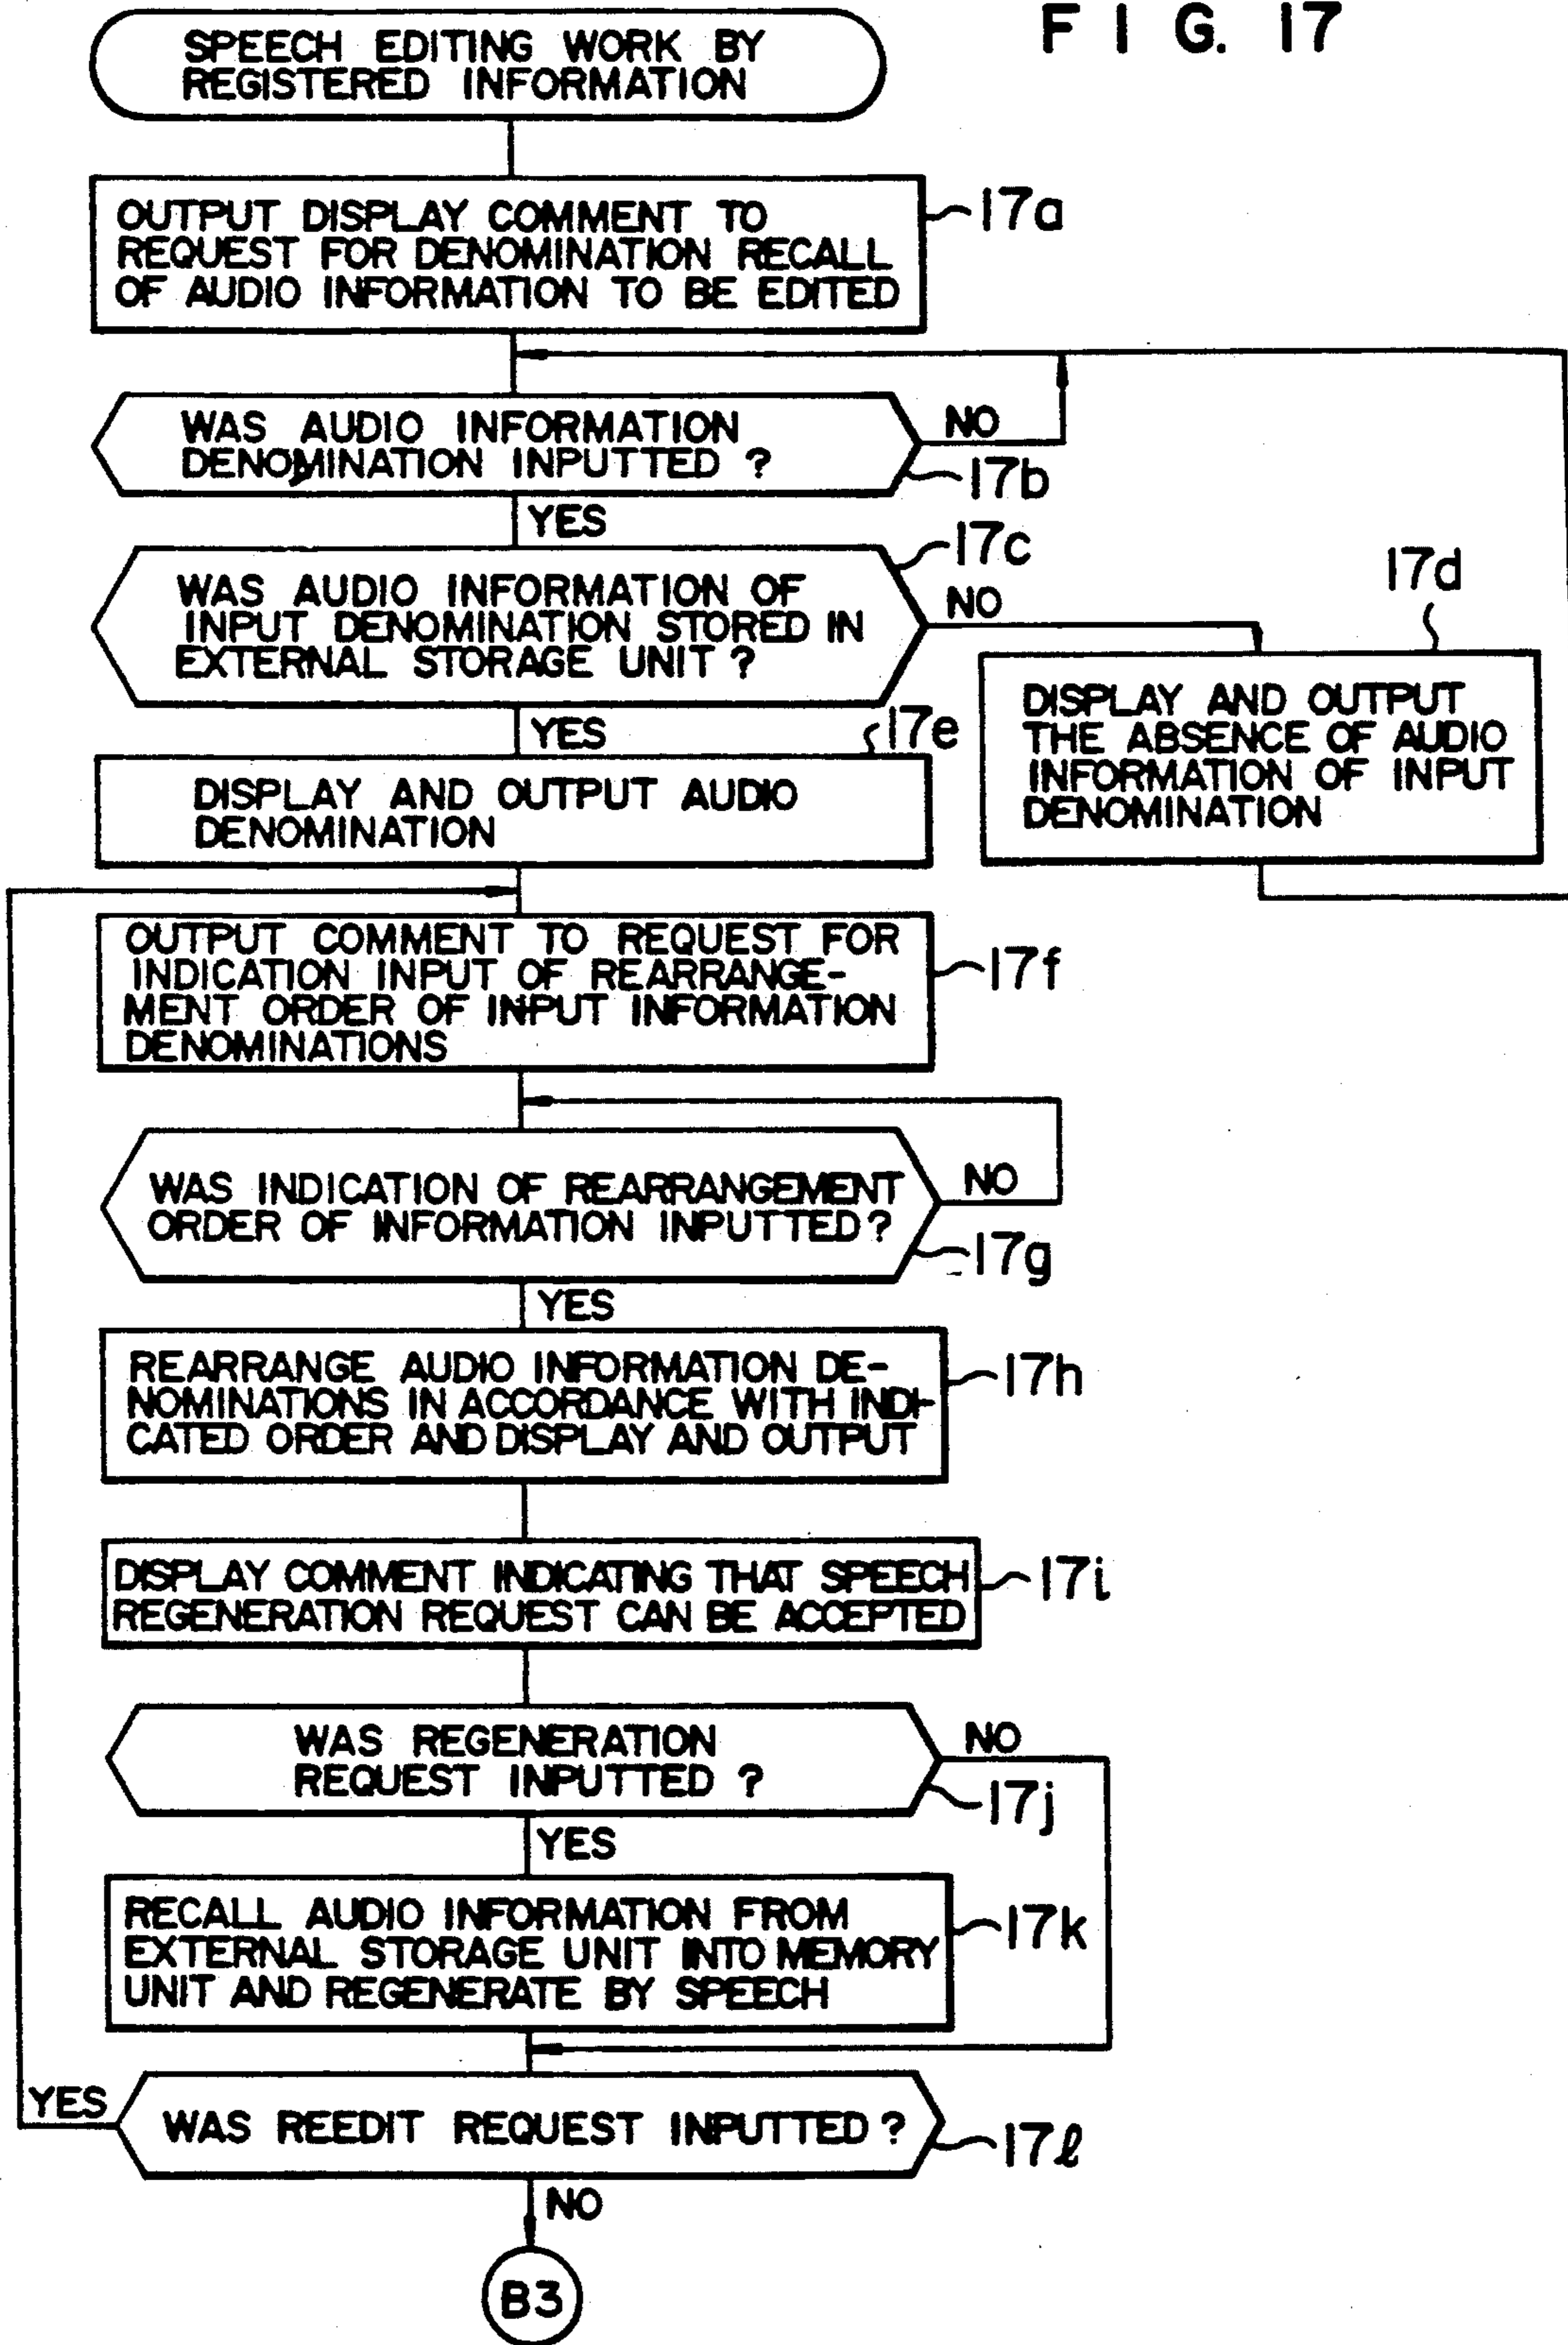 F I G. 17
SPEECH EDITING WORK BY
REGISTERED INFORMATION
OUTPUT DISPLAY COMMENT TO
REQUEST FOR DENOMINATION RECALL
OF AUDIO INFORMATION TO BE EDITED
17a
WAS AUDIO INFORMATION
DENOMINATION INPUTTED ?
NO
17b
YES
17c
WAS AUDIO INFORMATION OF
INPUT DENOMINATION STORED IN
EXTERNAL STORAGE UNIT ?
NO
17d
DISPLAY AND OUTPUT
THE ABSENCE OF AUDIO
INFORMATION OF INPUT
DENOMINATION
YES
17e
DISPLAY AND OUTPUT AUDIO
DENOMINATION
OUTPUT COMMENT TO REQUEST FOR
INDICATION INPUT OF REARRANGE-
MENT ORDER OF INPUT INFORMATION
DENOMINATIONS
17f
WAS INDICATION OF REARRANGEMENT
ORDER OF INFORMATION INPUTTED ?
NO
17g
YES
REARRANGE AUDIO INFORMATION DE-
NOMINATIONS IN ACCORDANCE WITH INDI-
CATED ORDER AND DISPLAY AND OUTPUT
17h
DISPLAY COMMENT INDICATING THAT SPEECH
REGENERATION REQUEST CAN BE ACCEPTED
17i
WAS REGENERATION
REQUEST INPUTTED ?
NO
17j
YES
RECALL AUDIO INFORMATION FROM
EXTERNAL STORAGE UNIT INTO MEMORY
UNIT AND REGENERATE BY SPEECH
17k
YES
WAS REEDIT REQUEST INPUTTED ?
17ℓ
NO
B3